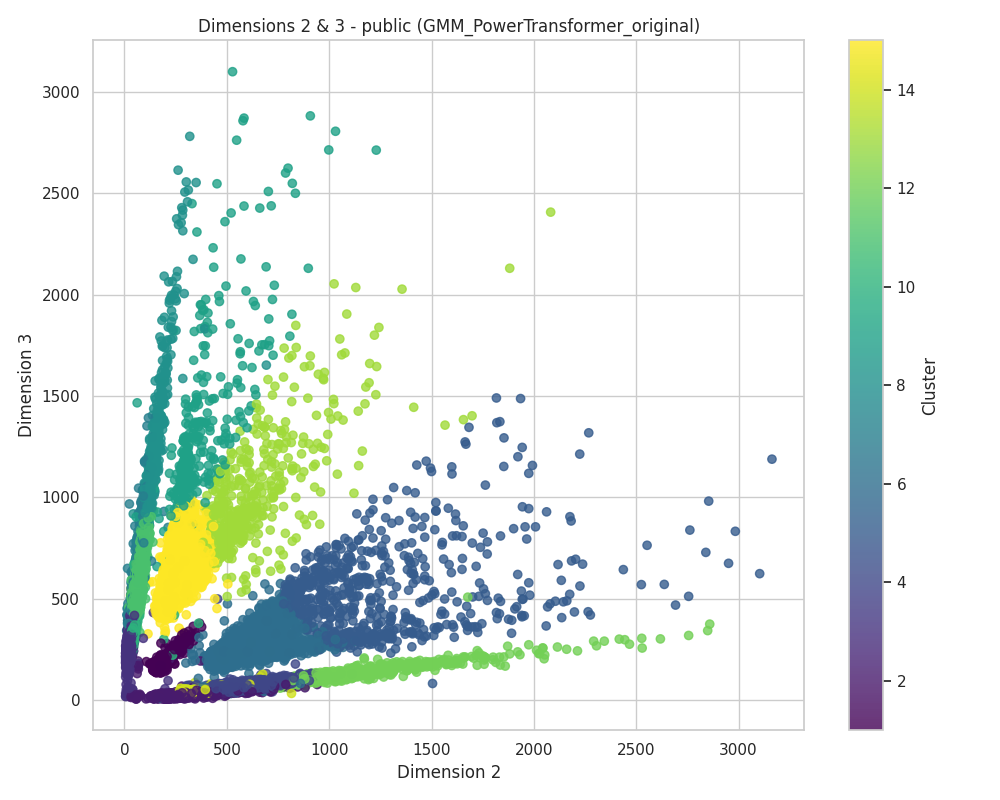 Dimensions 2 & 3 - public (GMM_PowerTransformer_original)
3000
2500
2000
1500
1000
500
0
Dimension 3
0 500 1000 1500 2000 2500 3000
Dimension 2
14
12
10
8
6
4
2
Cluster